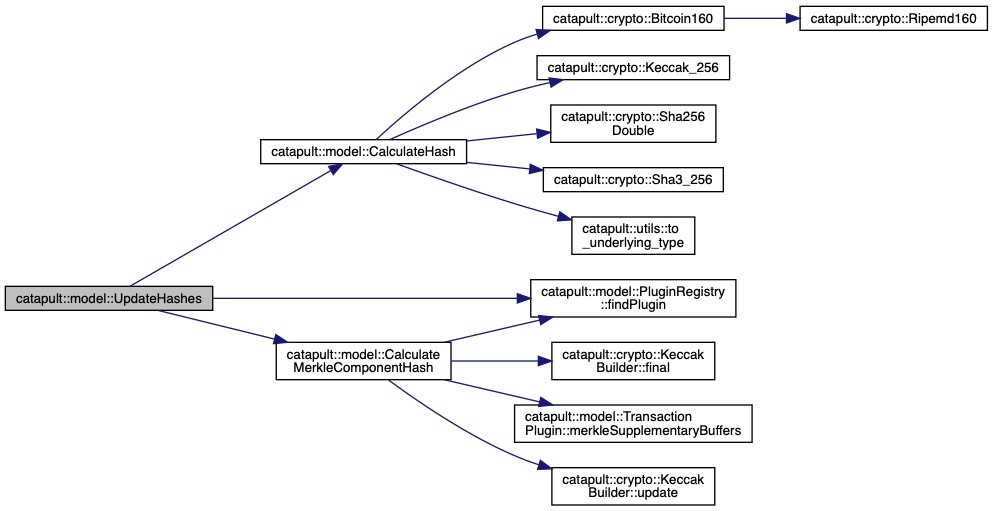 catapult::crypto::Bitcoin160
catapult::crypto::Ripemd160
catapult::crypto::Keccak_256
catapult::crypto::Sha256
Double
catapult::model::CalculateHash
catapult::crypto::Sha3_256
catapult::utils::to
_underlying_type
catapult::model::UpdateHashes
catapult::model::PluginRegistry
::findPlugin
catapult::model::Calculate
MerkleComponentHash
catapult::crypto::Keccak
Builder::final
catapult::model::Transaction
Plugin::merkleSupplementaryBuffers
catapult::crypto::Keccak
Builder::update